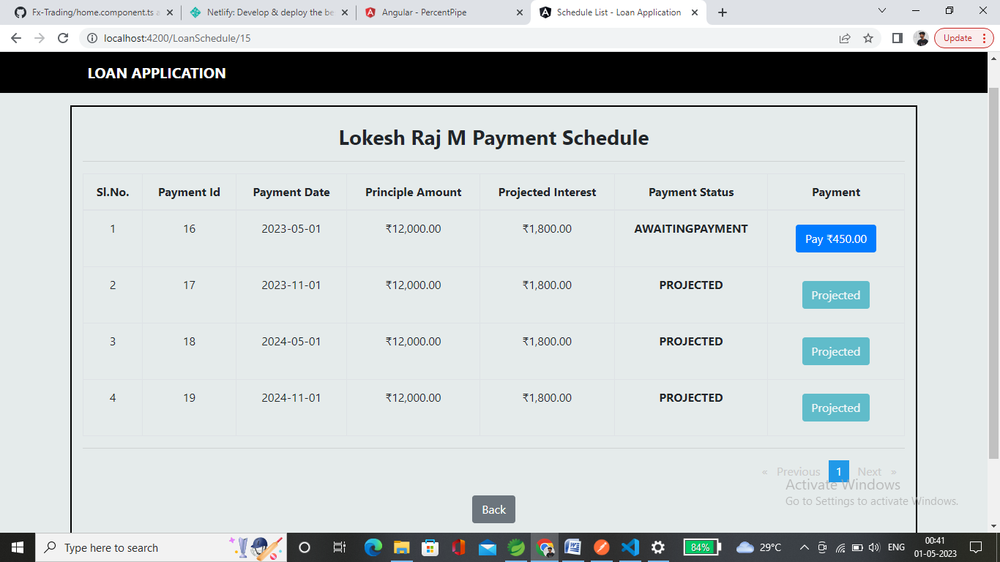 Fx-Trading/home.component.ts a
Netlify: Develop & deploy the be
Angular - PercentPipe
Schedule List - Loan Application
localhost:4200/LoanSchedule/15
Update
LOAN APPLICATION
Lokesh Raj M Payment Schedule
Sl.No. Payment Id Payment Date Principle Amount Projected Interest Payment Status Payment
1 16 2023-05-01 ₹12,000.00 ₹1,800.00 AWAITINGPAYMENT Pay ₹450.00
2 17 2023-11-01 ₹12,000.00 ₹1,800.00 PROJECTED Projected
3 18 2024-05-01 ₹12,000.00 ₹1,800.00 PROJECTED Projected
4 19 2024-11-01 ₹12,000.00 ₹1,800.00 PROJECTED Projected
« Previous 1 Next »
Activate Windows
Go to Settings to activate Windows.
Back
Type here to search
84%
29°C
ENG
00:41
01-05-2023